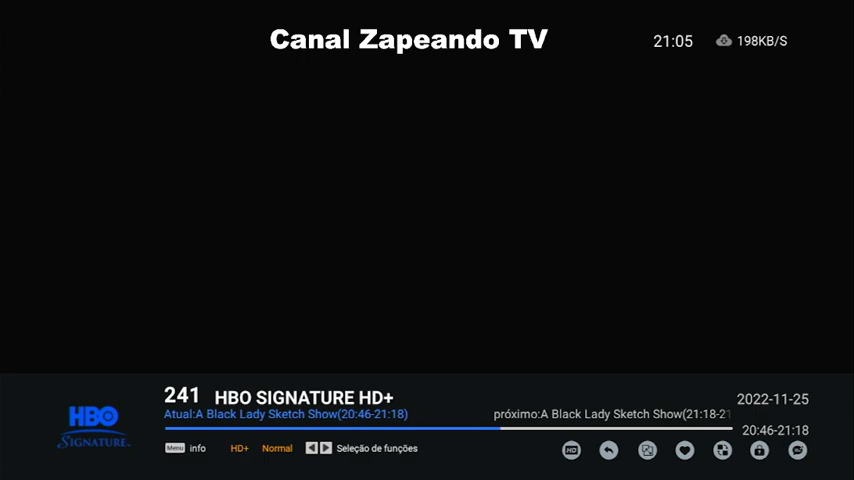 Canal Zapeando TV
21:05 198KB/S
241 HBO SIGNATURE HD+
2022-11-25
Atual:A Black Lady Sketch Show(20:46-21:18)
próximo:A Black Lady Sketch Show(21:18-21
20:46-21:18
HBO
SIGNATURE
Menu info HD+ Normal Seleção de funções
HD